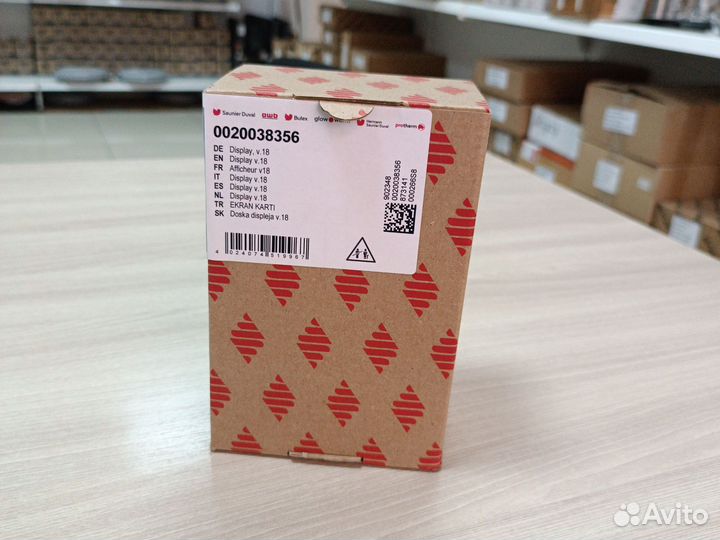 Saunier Duval awb Bulex glow worm Hermann Saunier Duval protherm
0020038356
DE Display, v.18
EN Display v.18
FR Afficheur v18
IT Display v.18
ES Display v.18
NL Display v.18
TR EKRAN KARTI
SK Doska displeja v.18
4 024074 519967
902348
0020038356
873141
000266S8
Avito